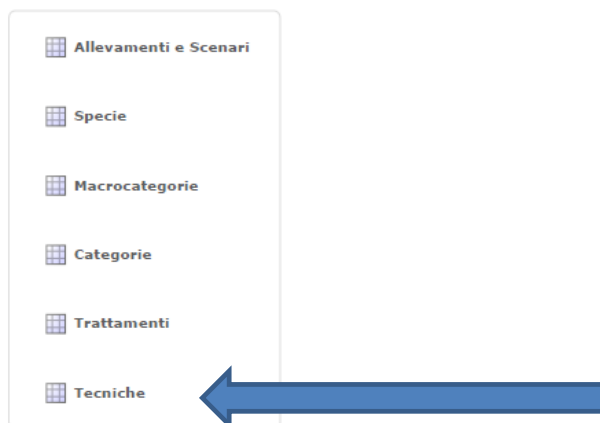 Allevamenti e Scenari
Specie
Macrocategorie
Categorie
Trattamenti
Tecniche